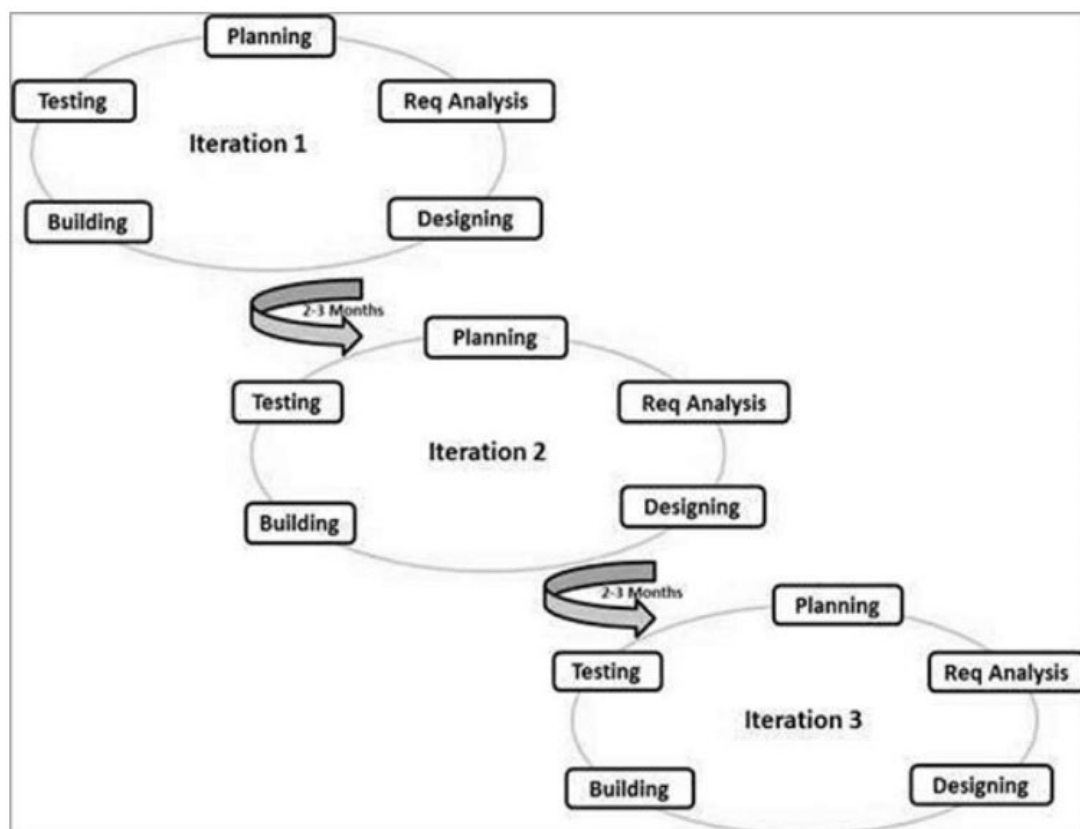 Planning
Testing
Req Analysis
Iteration 1
Building
Designing
2-3 Months
Planning
Testing
Req Analysis
Iteration 2
Building
Designing
2-3 Months
Planning
Testing
Req Analysis
Iteration 3
Building
Designing